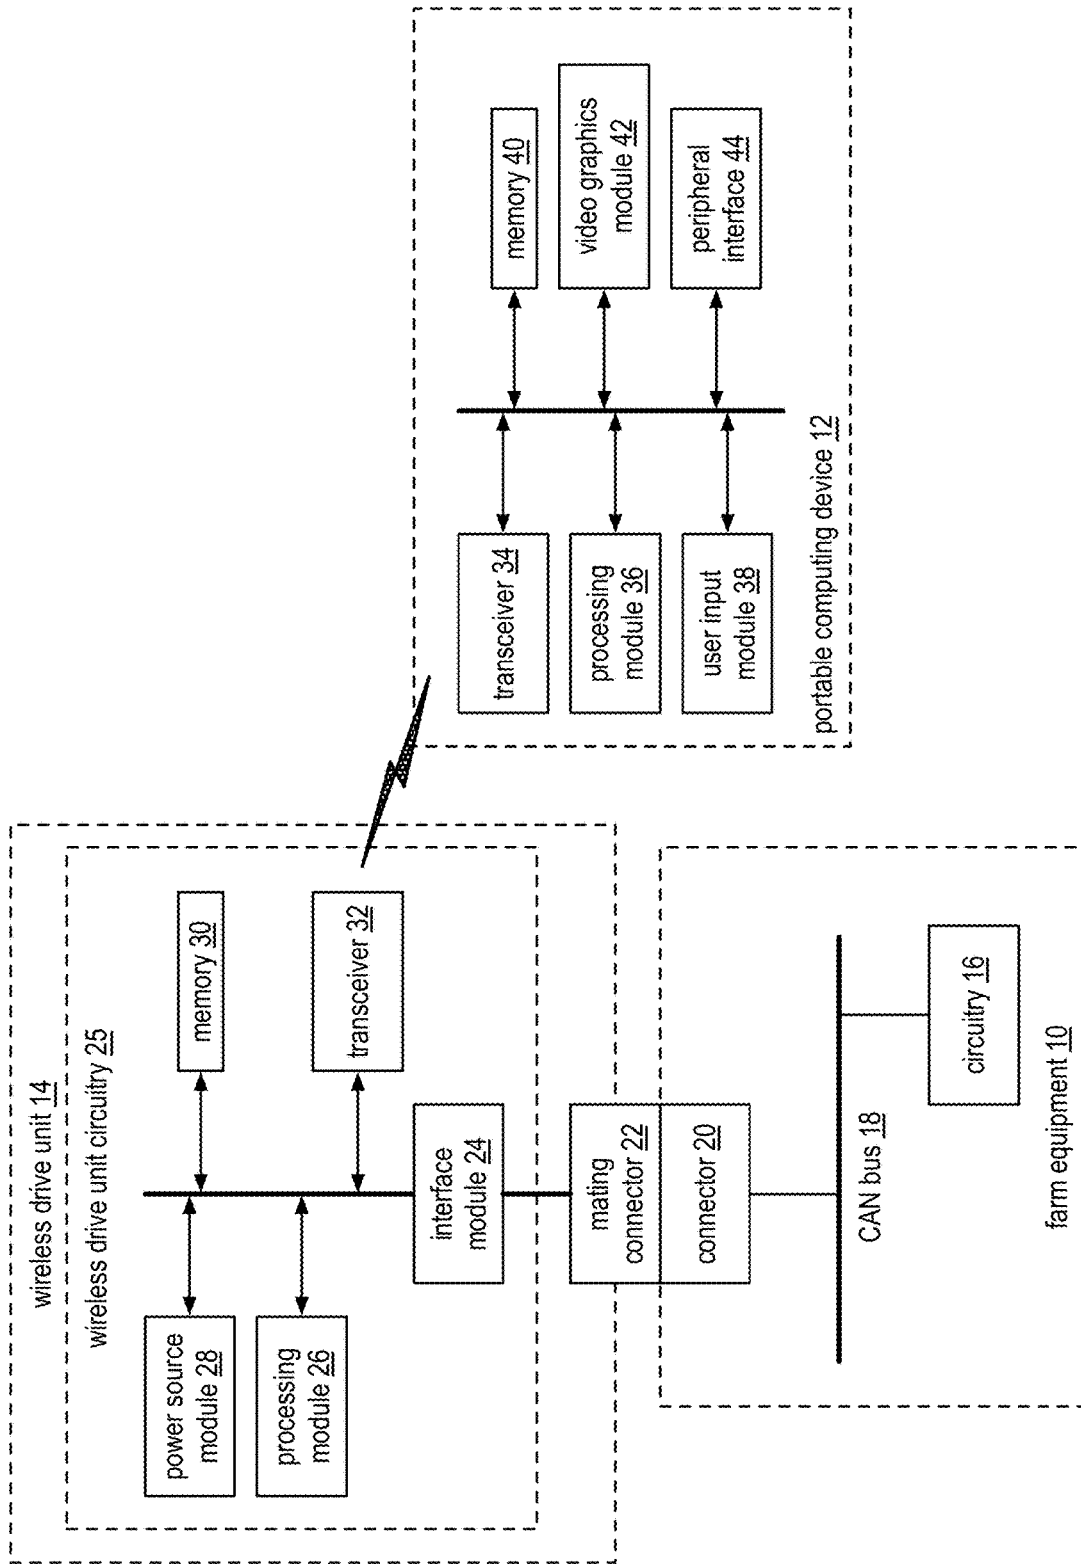 wireless drive unit 14
wireless drive unit circuitry 25
power source
module 28
memory 30
processing
module 26
transceiver 32
interface
module 24
mating
connector 22
connector 20
CAN bus 18
circuitry 16
farm equipment 10
transceiver 34
memory 40
processing
module 36
video graphics
module 42
user input
module 38
peripheral
interface 44
portable computing device 12